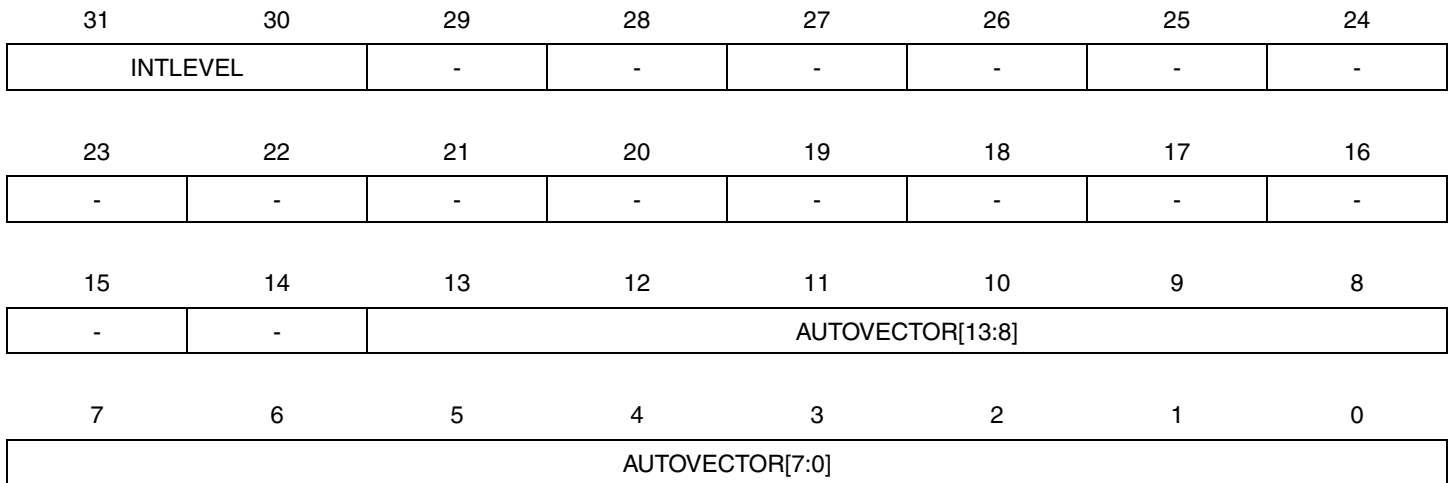 31 30 29 28 27 26 25 24
INTLEVEL - - - - - -
23 22 21 20 19 18 17 16
- - - - - - - -
15 14 13 12 11 10 9 8
- - AUTOVECTOR[13:8]
7 6 5 4 3 2 1 0
AUTOVECTOR[7:0]